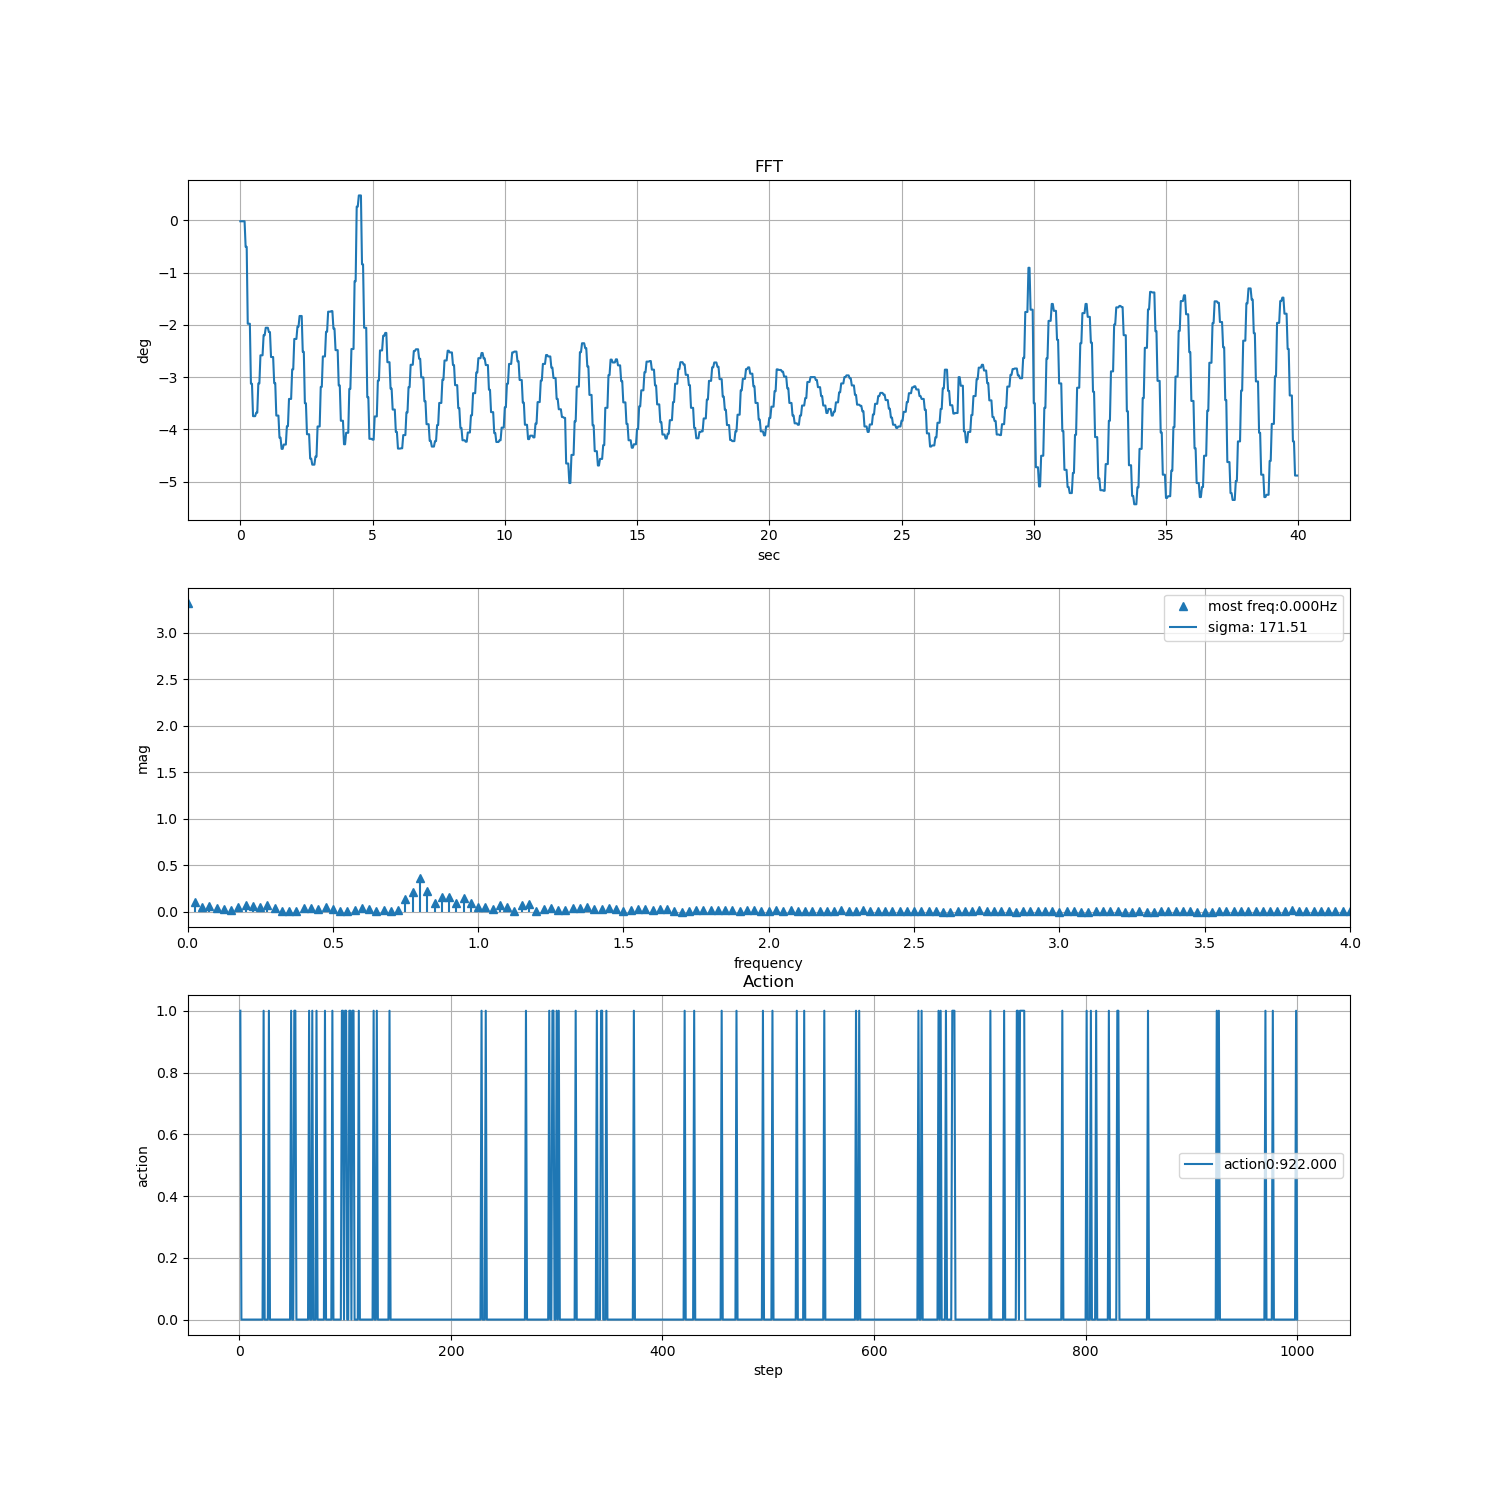 FFT
0
−1
−2
−3
−4
−5
deg
0 5 10 15 20 25 30 35 40
sec
most freq:0.000Hz
sigma: 171.51
3.0
2.5
2.0
1.5
1.0
0.5
0.0
mag
0.0 0.5 1.0 1.5 2.0 2.5 3.0 3.5 4.0
frequency
Action
1.0
0.8
0.6
0.4
0.2
0.0
action
action0:922.000
0 200 400 600 800 1000
step